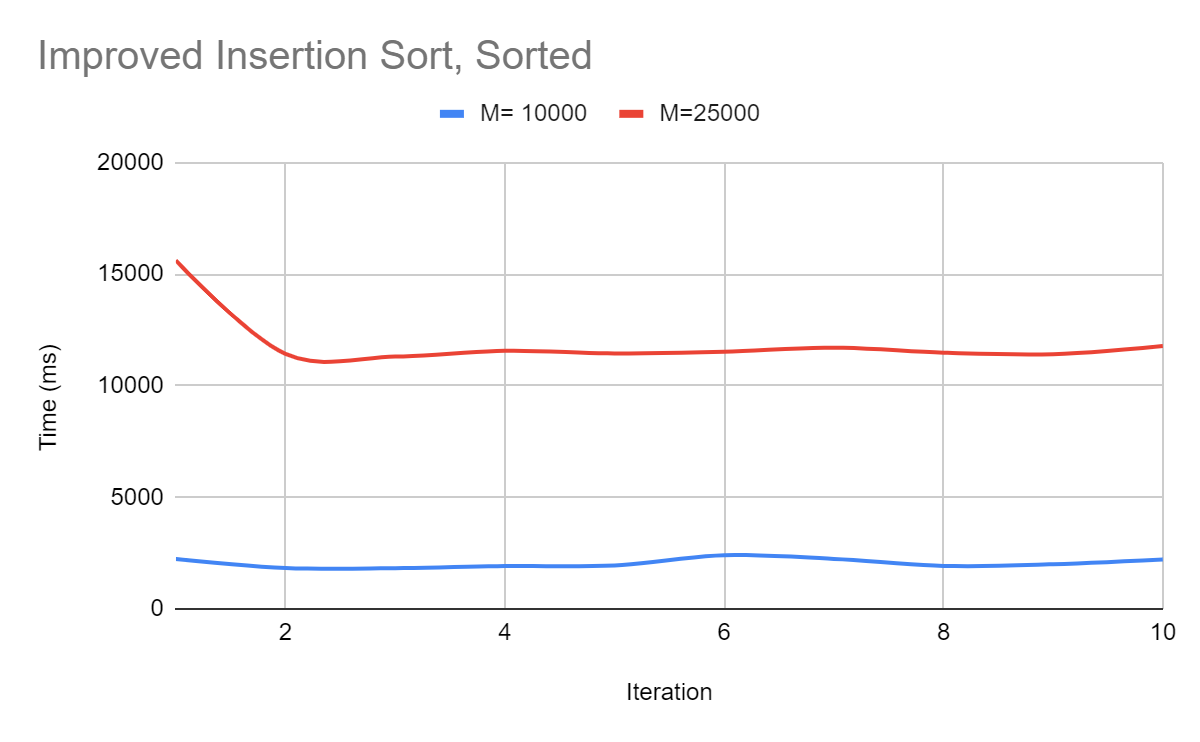 Improved Insertion Sort, Sorted
M= 10000 M=25000
20000
15000
10000
5000
0
Time (ms)
2 4 6 8 10
Iteration